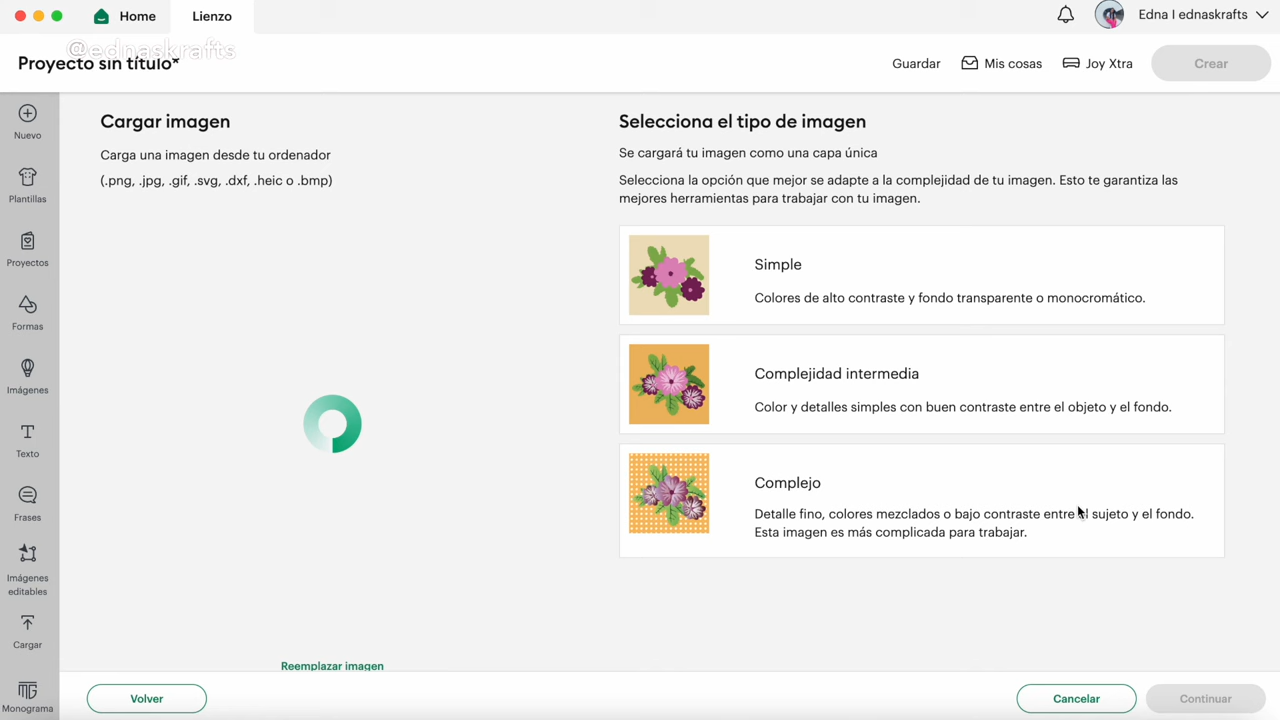 Home
Lienzo
Edna I ednaskrafts
@ednaskrafts
Proyecto sin título*
Guardar
Mis cosas
Joy Xtra
Crear
Nuevo
Plantillas
Proyectos
Formas
Imágenes
Texto
Frases
Imágenes
editables
Cargar
Monograma
Cargar imagen
Carga una imagen desde tu ordenador
(.png, .jpg, .gif, .svg, .dxf, .heic o .bmp)
Reemplazar imagen
Selecciona el tipo de imagen
Se cargará tu imagen como una capa única
Selecciona la opción que mejor se adapte a la complejidad de tu imagen. Esto te garantiza las
mejores herramientas para trabajar con tu imagen.
Simple
Colores de alto contraste y fondo transparente o monocromático.
Complejidad intermedia
Color y detalles simples con buen contraste entre el objeto y el fondo.
Complejo
Detalle fino, colores mezclados o bajo contraste entre el sujeto y el fondo.
Esta imagen es más complicada para trabajar.
Volver
Cancelar
Continuar